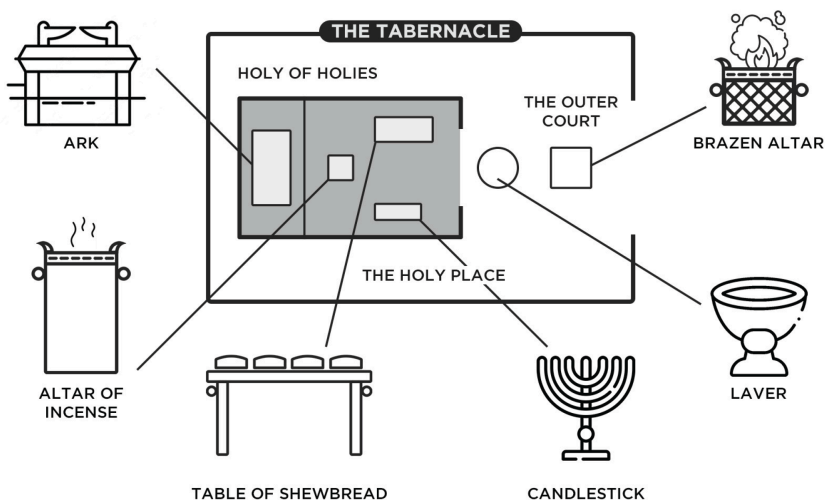 THE TABERNACLE
HOLY OF HOLIES
THE OUTER
COURT
ARK
BRAZEN ALTAR
THE HOLY PLACE
ALTAR OF
INCENSE
LAVER
TABLE OF SHEWBREAD
CANDLESTICK